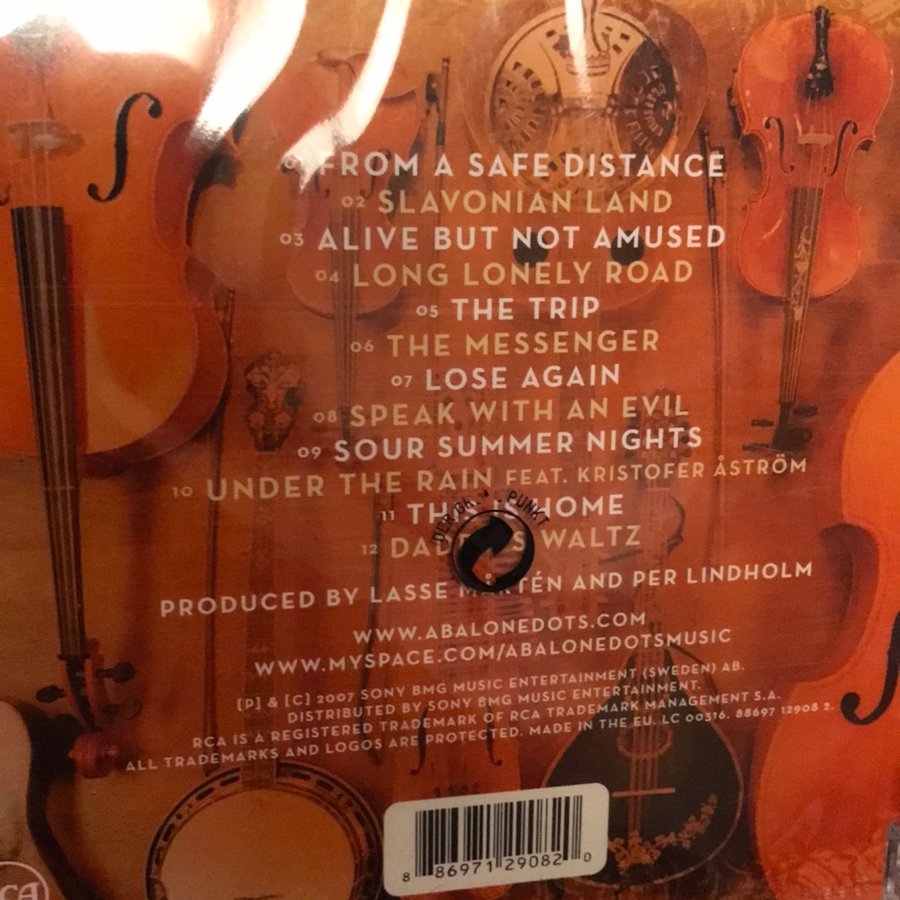 FROM A SAFE DISTANCE
02 SLAVONIAN LAND
03 ALIVE BUT NOT AMUSED
04 LONG LONELY ROAD
05 THE TRIP
06 THE MESSENGER
07 LOSE AGAIN
08 SPEAK WITH AN EVIL
09 SOUR SUMMER NIGHTS
10 UNDER THE RAIN FEAT. KRISTOFER ÅSTRÖM
11 HOME
12 WALTZ
DER PUNKT
PRODUCED BY LASSE MÅRTÉN AND PER LINDHOLM
WWW.ABALONEDOTS.COM
WWW.MYSPACE.COM/ABALONEDOTSMUSIC
[P] & [C] 2007 SONY BMG MUSIC ENTERTAINMENT (SWEDEN) AB.
DISTRIBUTED BY SONY BMG MUSIC ENTERTAINMENT.
RCA IS A REGISTERED TRADEMARK OF RCA TRADEMARK MANAGEMENT S.A.
ALL TRADEMARKS AND LOGOS ARE PROTECTED. MADE IN THE EU. LC 00316. 88697 12908 2.
8 86971 29082 0